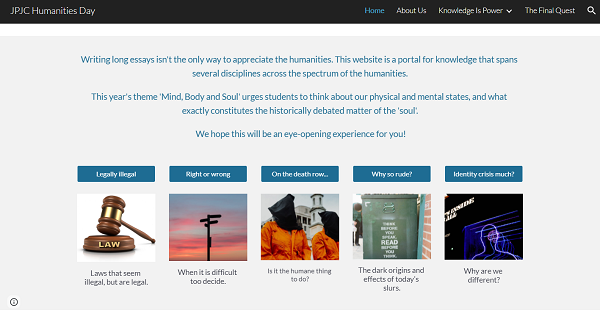 JPJC Humanities Day
Home
About Us
Knowledge Is Power
The Final Quest
Writing long essays isn't the only way to appreciate the humanities. This website is a portal for knowledge that spans
several disciplines across the spectrum of the humanities.
This year's theme 'Mind, Body and Soul' urges students to think about our physical and mental states, and what
exactly constitutes the historically debated matter of the 'soul'.
We hope this will be an eye-opening experience for you!
Legally illegal
Right or wrong
On the death row...
Why so rude?
Identity crisis much?
LAW
THINK
BEFORE
YOU
SPEAK.
READ
BEFORE
YOU
THINK.
Laws that seem
illegal, but are legal.
When it is difficult
too decide.
Is it the humane thing
to do?
The dark origins and
effects of today's
slurs.
Why are we
different?